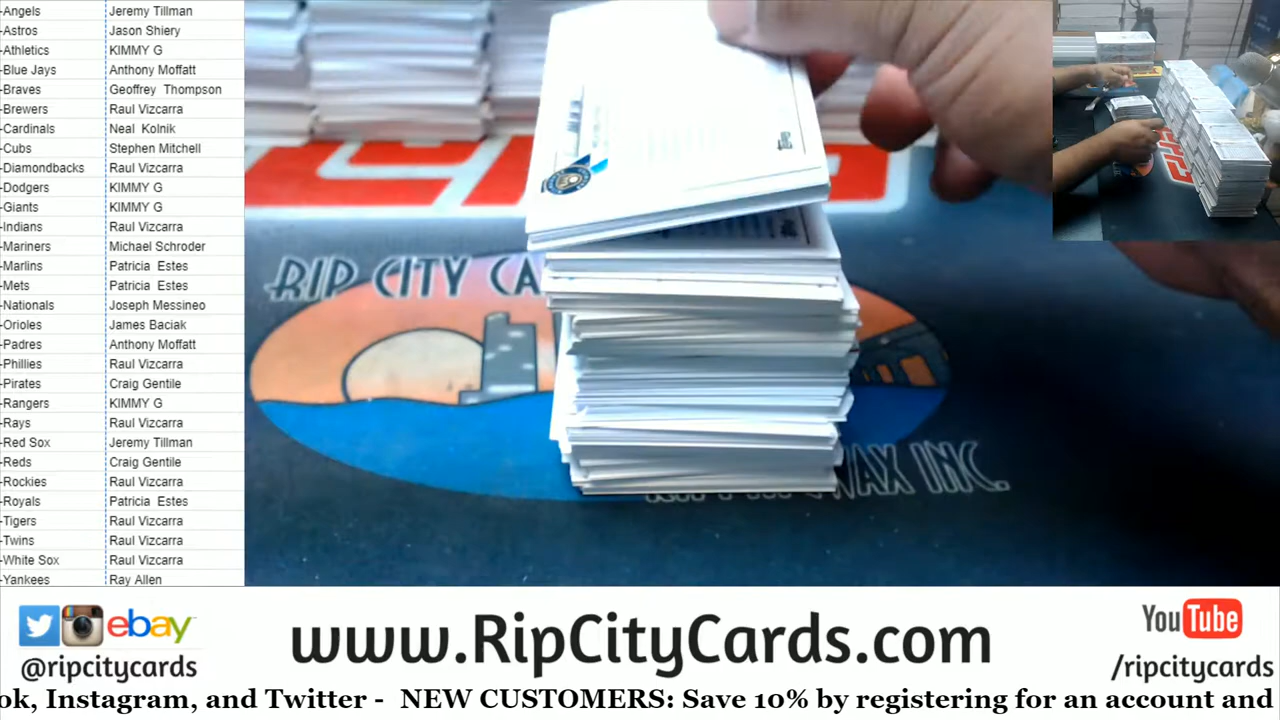 -Angels Jeremy Tillman
-Astros Jason Shiery
-Athletics KIMMY G
-Blue Jays Anthony Moffatt
-Braves Geoffrey Thompson
-Brewers Raul Vizcarra
-Cardinals Neal Kolnik
-Cubs Stephen Mitchell
-Diamondbacks Raul Vizcarra
-Dodgers KIMMY G
-Giants KIMMY G
-Indians Raul Vizcarra
-Mariners Michael Schroder
-Marlins Patricia Estes
-Mets Patricia Estes
-Nationals Joseph Messineo
-Orioles James Baciak
-Padres Anthony Moffatt
-Phillies Raul Vizcarra
-Pirates Craig Gentile
-Rangers KIMMY G
-Rays Raul Vizcarra
-Red Sox Jeremy Tillman
-Reds Craig Gentile
-Rockies Raul Vizcarra
-Royals Patricia Estes
-Tigers Raul Vizcarra
-Twins Raul Vizcarra
-White Sox Raul Vizcarra
-Yankees Ray Allen
RIP CITY CA
WAX INC.
ebay
@ripcitycards
www.RipCityCards.com
YouTube
/ripcitycards
ok, Instagram, and Twitter - NEW CUSTOMERS: Save 10% by registering for an account and